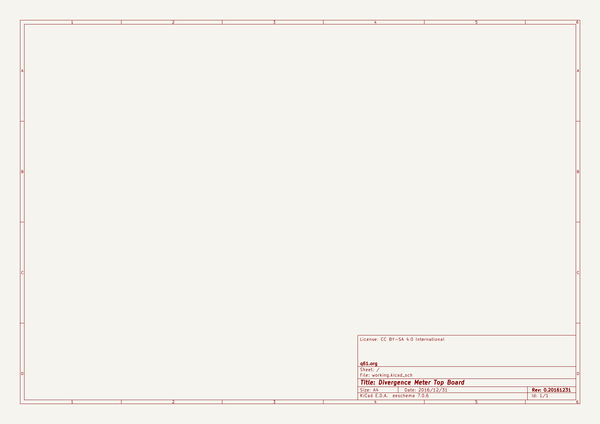 1 2 3 4 5 6
A A
B B
C C
License: CC BY-SA 4.0 International
q61.org
Sheet: /
File: working.kicad_sch
D D
Title: Divergence Meter Top Board
Size: A4 Date: 2016/12/31 Rev: 0.20161231
KiCad E.D.A. eeschema 7.0.6 Id: 1/1
1 2 3 4 5 6